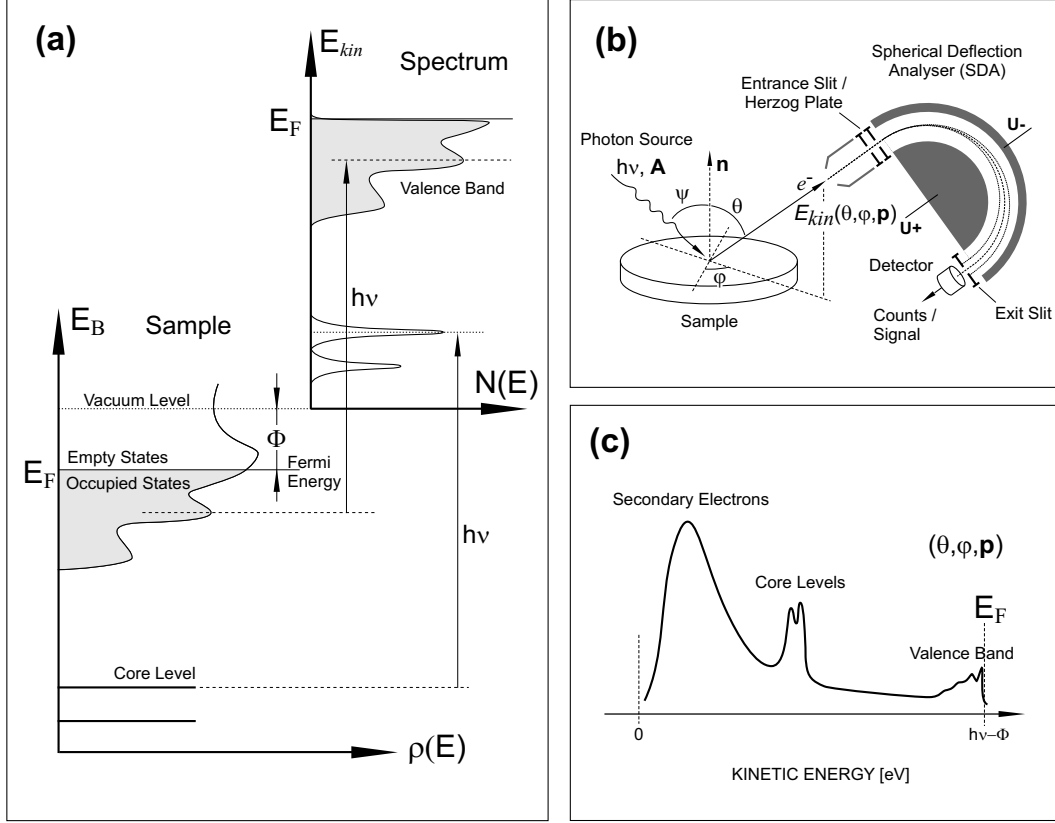 (a)
E_kin
Spectrum
E_F
Valence Band
hν
E_B
Sample
N(E)
Vacuum Level
Φ
Empty States
E_F
Fermi
Energy
Occupied States
hν
Core Level
ρ(E)
(b)
Spherical Deflection
Analyser (SDA)
Entrance Slit /
Herzog Plate
U-
Photon Source
hν, A
n
e-
ψ
θ
E_kin(θ,φ,p)
U+
φ
Detector
Sample
Counts /
Signal
Exit Slit
(c)
Secondary Electrons
(θ,φ,p)
Core Levels
E_F
Valence Band
0
hν–Φ
KINETIC ENERGY [eV]